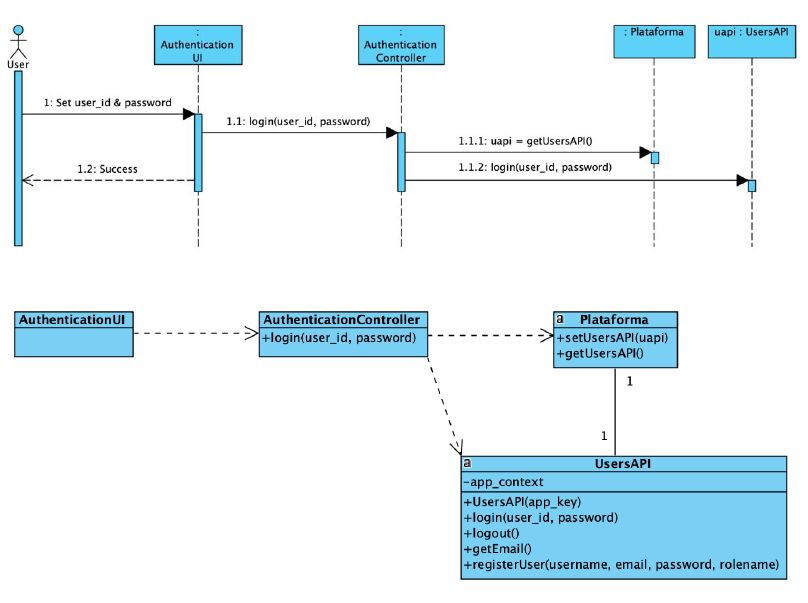 :
Authentication
UI
:
Authentication
Controller
: Plataforma
uapi : UsersAPI
User
1: Set user_id & password
1.1: login(user_id, password)
1.1.1: uapi = getUsersAPI()
1.1.2: login(user_id, password)
1.2: Success
AuthenticationUI
AuthenticationController
+login(user_id, password)
a Plataforma
+setUsersAPI(uapi)
+getUsersAPI()
1
1
a UsersAPI
-app_context
+UsersAPI(app_key)
+login(user_id, password)
+logout()
+getEmail()
+registerUser(username, email, password, rolename)